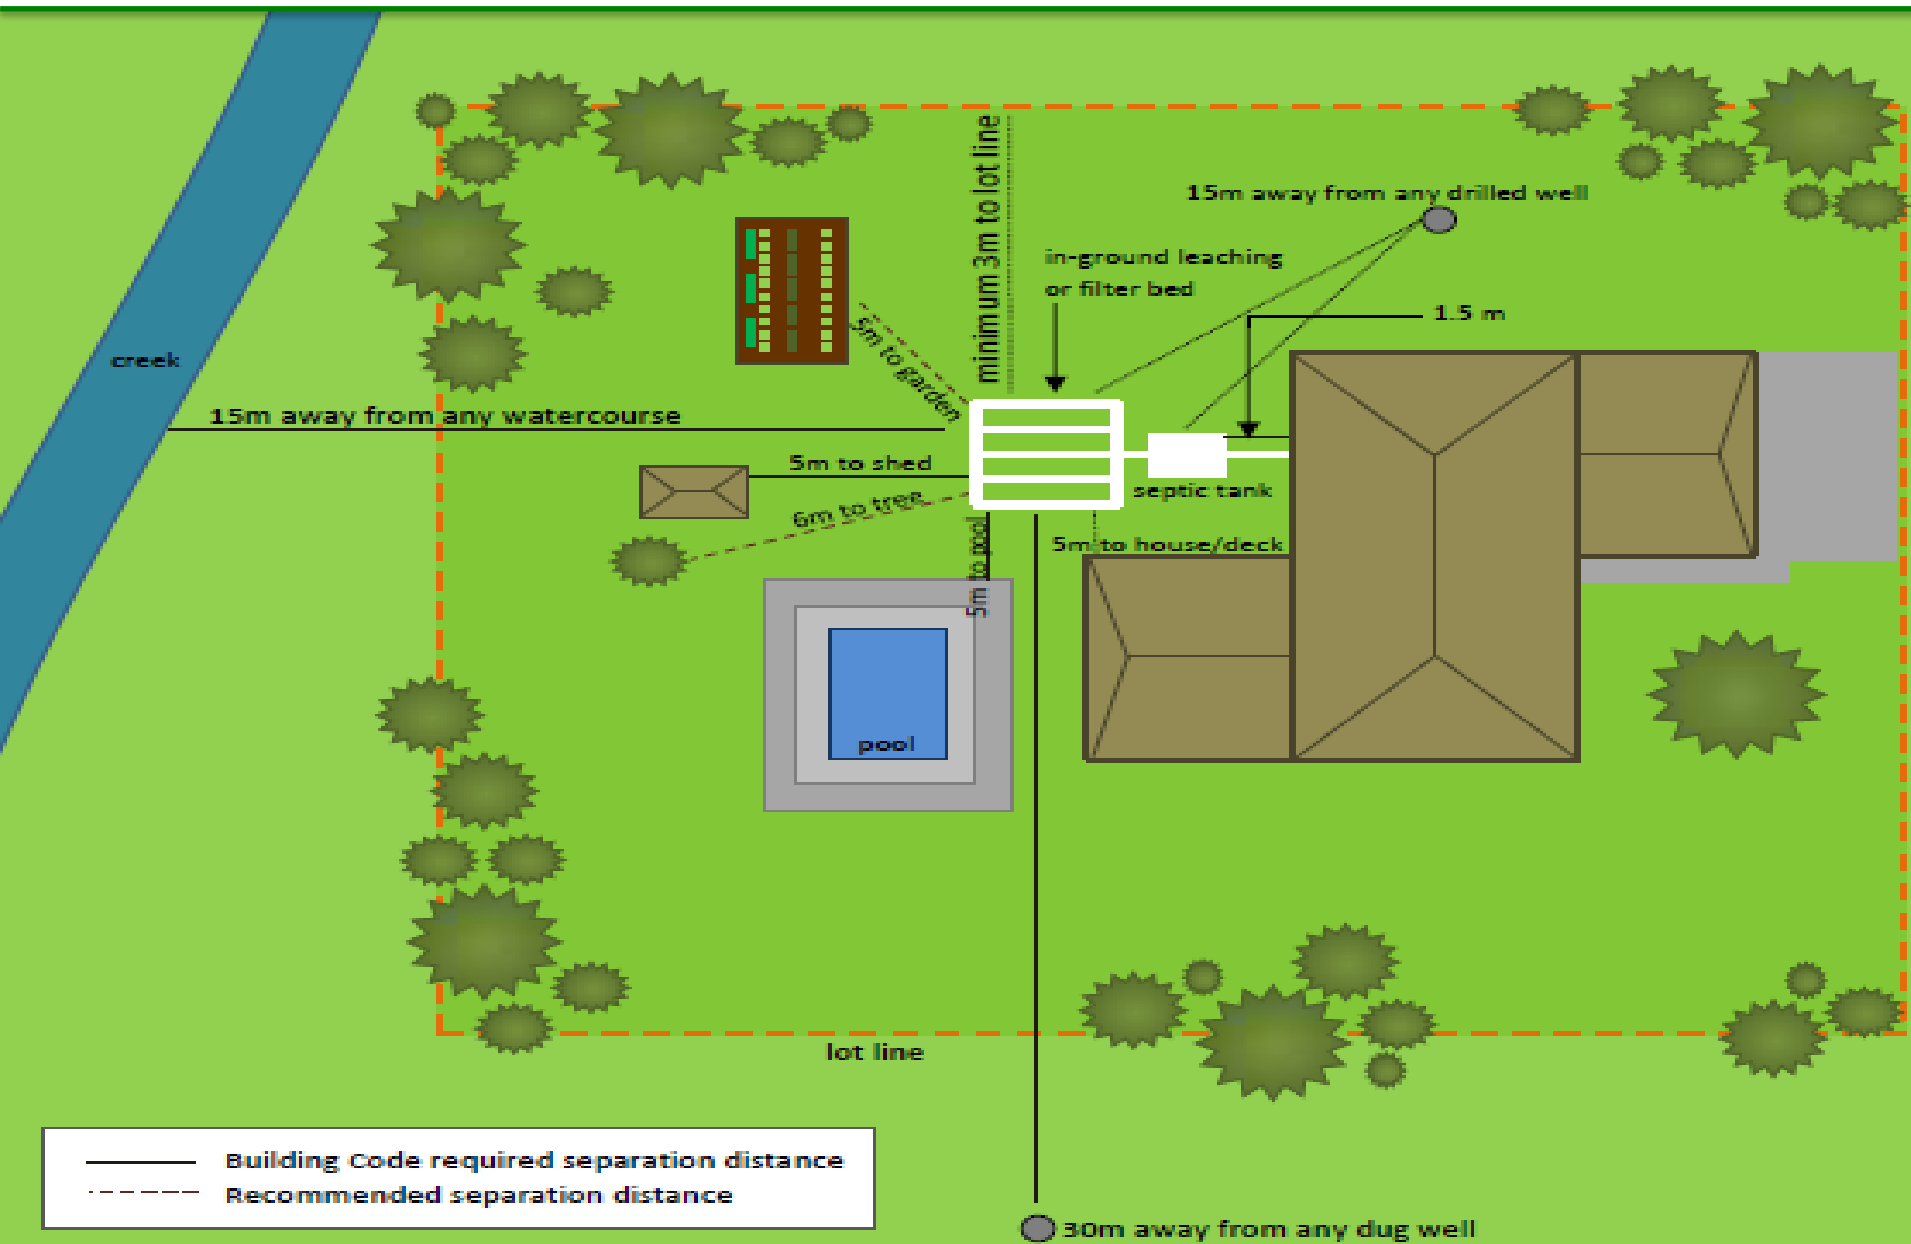 minimum 3m to lot line
15m away from any drilled well
in-ground leaching
or filter bed
1.5 m
5m to garden
creek
15m away from any watercourse
5m to shed
septic tank
6m to tree
5m to pool
5m to house/deck
pool
lot line
Building Code required separation distance
Recommended separation distance
30m away from any dug well